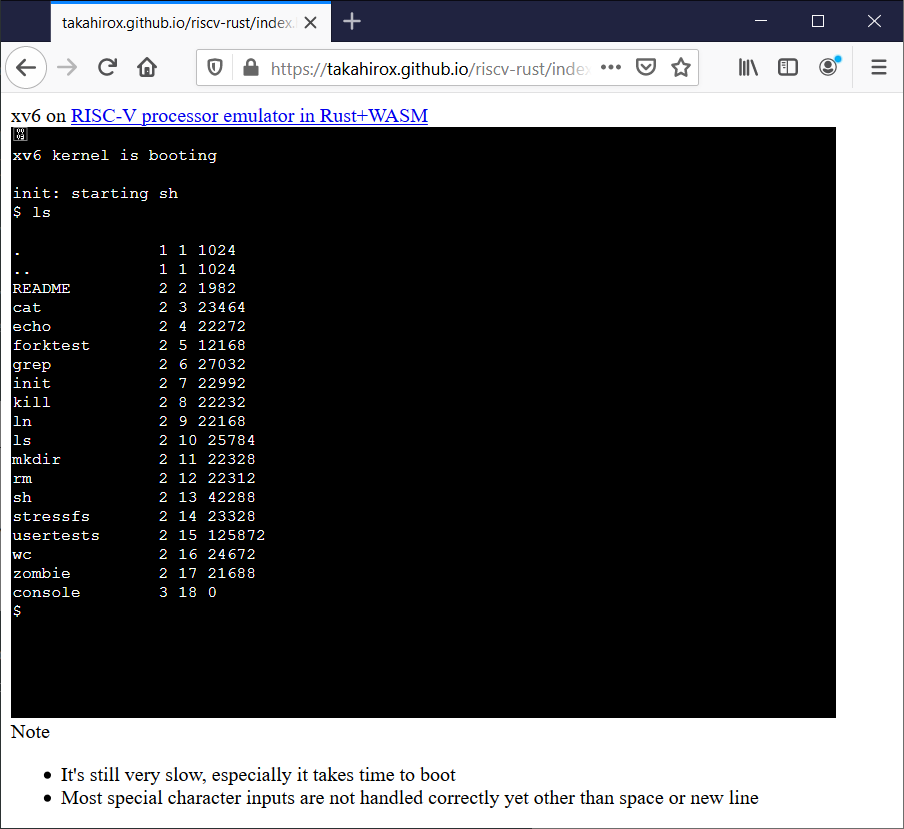 takahirox.github.io/riscv-rust/index.
https://takahirox.github.io/riscv-rust/inde
xv6 on RISC-V processor emulator in Rust+WASM
xv6 kernel is booting
init: starting sh
$ ls
. 1 1 1024
.. 1 1 1024
README 2 2 1982
cat 2 3 23464
echo 2 4 22272
forktest 2 5 12168
grep 2 6 27032
init 2 7 22992
kill 2 8 22232
ln 2 9 22168
ls 2 10 25784
mkdir 2 11 22328
rm 2 12 22312
sh 2 13 42288
stressfs 2 14 23328
usertests 2 15 125872
wc 2 16 24672
zombie 2 17 21688
console 3 18 0
$
Note
• It's still very slow, especially it takes time to boot
• Most special character inputs are not handled correctly yet other than space or new line